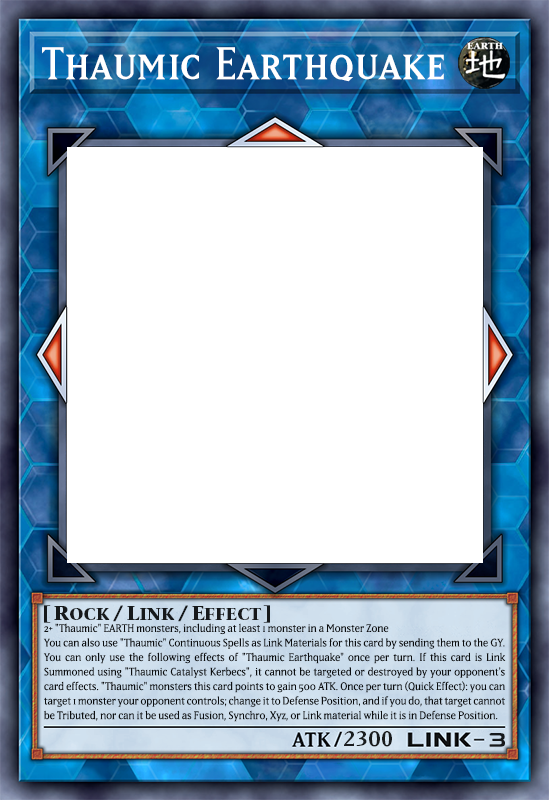 Thaumic Earthquake
EARTH
地
[ Rock / Link / Effect ]
2+ "Thaumic" EARTH monsters, including at least 1 monster in a Monster Zone
You can also use "Thaumic" Continuous Spells as Link Materials for this card by sending them to the GY.
You can only use the following effects of "Thaumic Earthquake" once per turn. If this card is Link
Summoned using "Thaumic Catalyst Kerbecs", it cannot be targeted or destroyed by your opponent's
card effects. "Thaumic" monsters this card points to gain 500 ATK. Once per turn (Quick Effect): you can
target 1 monster your opponent controls; change it to Defense Position, and if you do, that target cannot
be Tributed, nor can it be used as Fusion, Synchro, Xyz, or Link material while it is in Defense Position.
ATK/2300 LINK-3